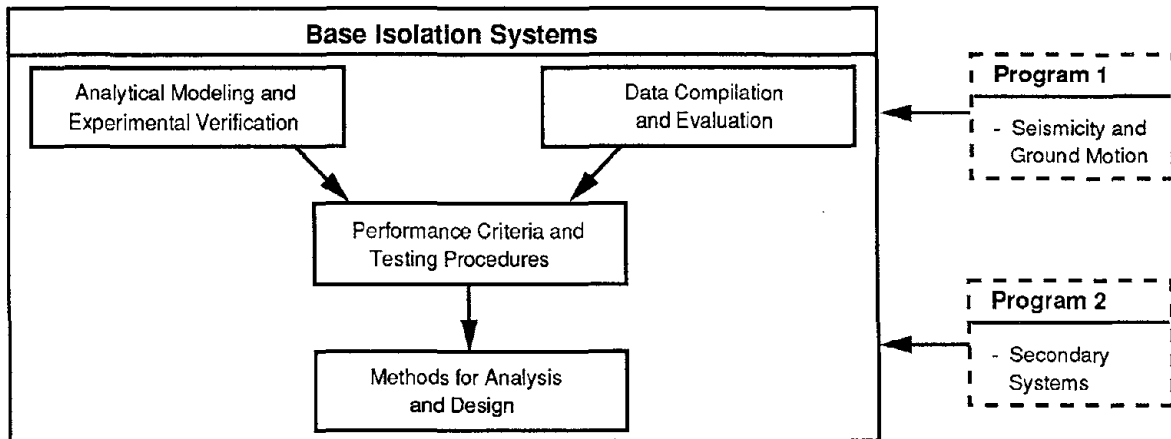 Base Isolation Systems
Analytical Modeling and
Experimental Verification
Data Compilation
and Evaluation
Program 1
- Seismicity and
Ground Motion
Performance Criteria and
Testing Procedures
Program 2
- Secondary
Systems
Methods for Analysis
and Design